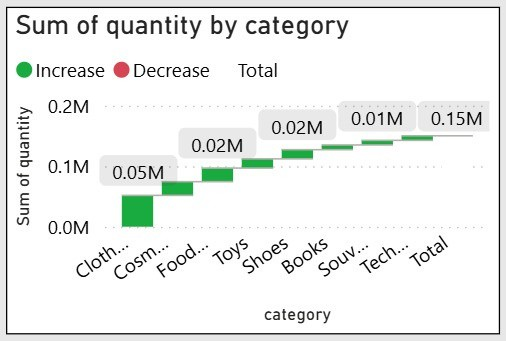 Sum of quantity by category
Increase Decrease Total
Sum of quantity
0.2M
0.1M
0.0M
0.05M
0.02M
0.02M
0.01M
0.15M
Cloth...
Cosm...
Food...
Toys
Shoes
Books
Souv...
Tech...
Total
category